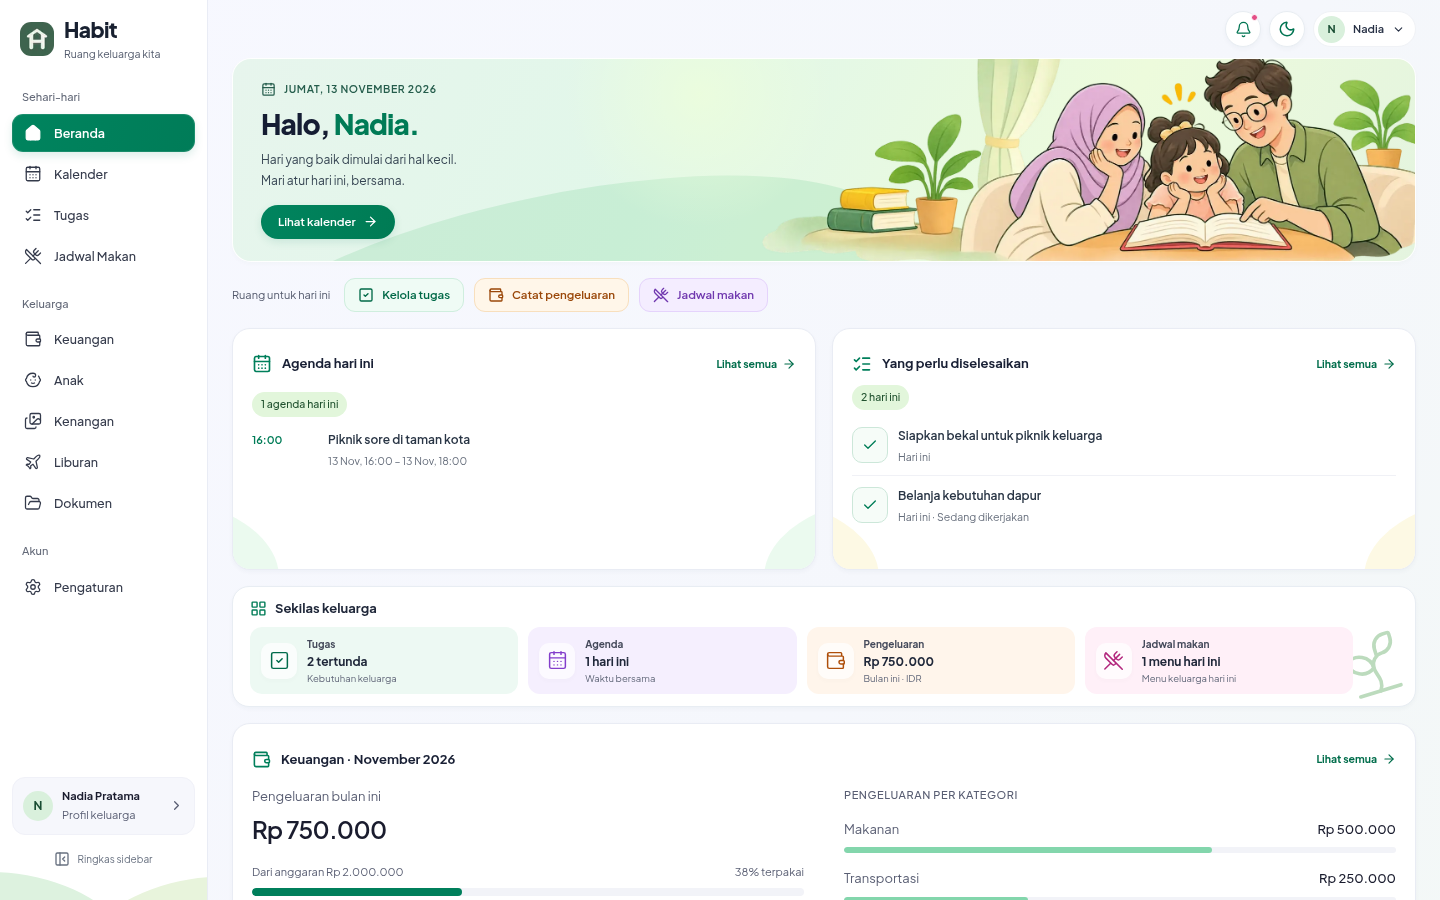 Habit
Ruang keluarga kita
Sehari-hari
Beranda
Kalender
Tugas
Jadwal Makan
Keluarga
Keuangan
Anak
Kenangan
Liburan
Dokumen
Akun
Pengaturan
N
Nadia Pratama
Profil keluarga
Ringkas sidebar
N
Nadia
JUMAT, 13 NOVEMBER 2026
Halo, Nadia.
Hari yang baik dimulai dari hal kecil.
Mari atur hari ini, bersama.
Lihat kalender
Ruang untuk hari ini
Kelola tugas
Catat pengeluaran
Jadwal makan
Agenda hari ini
Lihat semua
1 agenda hari ini
16:00
Piknik sore di taman kota
13 Nov, 16:00 – 13 Nov, 18:00
Yang perlu diselesaikan
Lihat semua
2 hari ini
Siapkan bekal untuk piknik keluarga
Hari ini
Belanja kebutuhan dapur
Hari ini · Sedang dikerjakan
Sekilas keluarga
Tugas
2 tertunda
Kebutuhan keluarga
Agenda
1 hari ini
Waktu bersama
Pengeluaran
Rp 750.000
Bulan ini · IDR
Jadwal makan
1 menu hari ini
Menu keluarga hari ini
Keuangan · November 2026
Lihat semua
Pengeluaran bulan ini
Rp 750.000
Dari anggaran Rp 2.000.000
38% terpakai
PENGELUARAN PER KATEGORI
Makanan
Rp 500.000
Transportasi
Rp 250.000